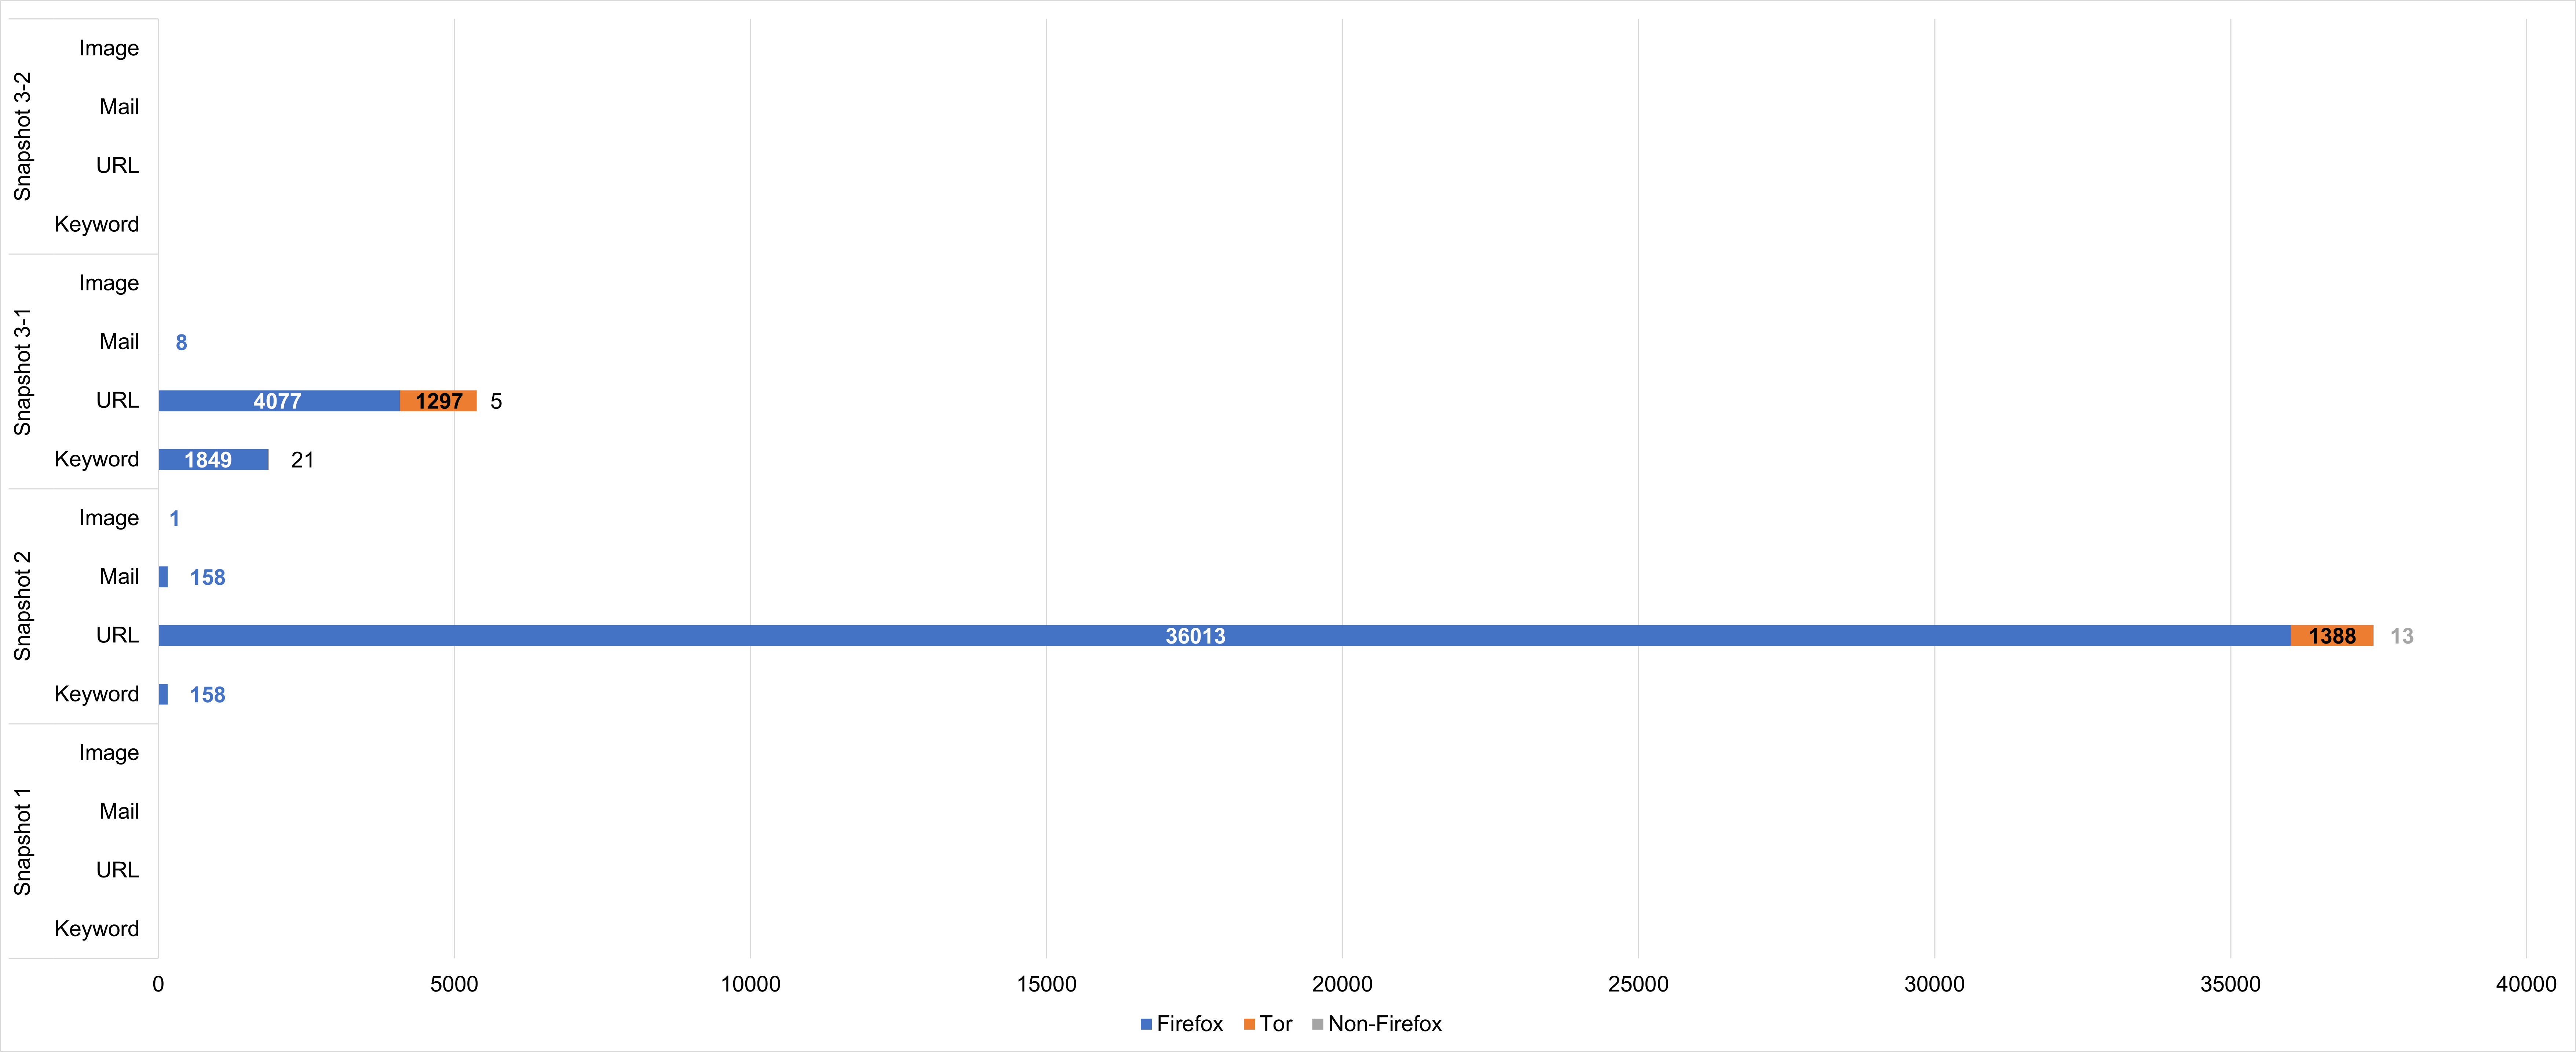 Snapshot 3-2
Image
Mail
URL
Keyword
Snapshot 3-1
Image
Mail 8
URL 4077 1297 5
Keyword 1849 21
Snapshot 2
Image 1
Mail 158
URL 36013 1388 13
Keyword 158
Snapshot 1
Image
Mail
URL
Keyword
0 5000 10000 15000 20000 25000 30000 35000 40000
Firefox Tor Non-Firefox